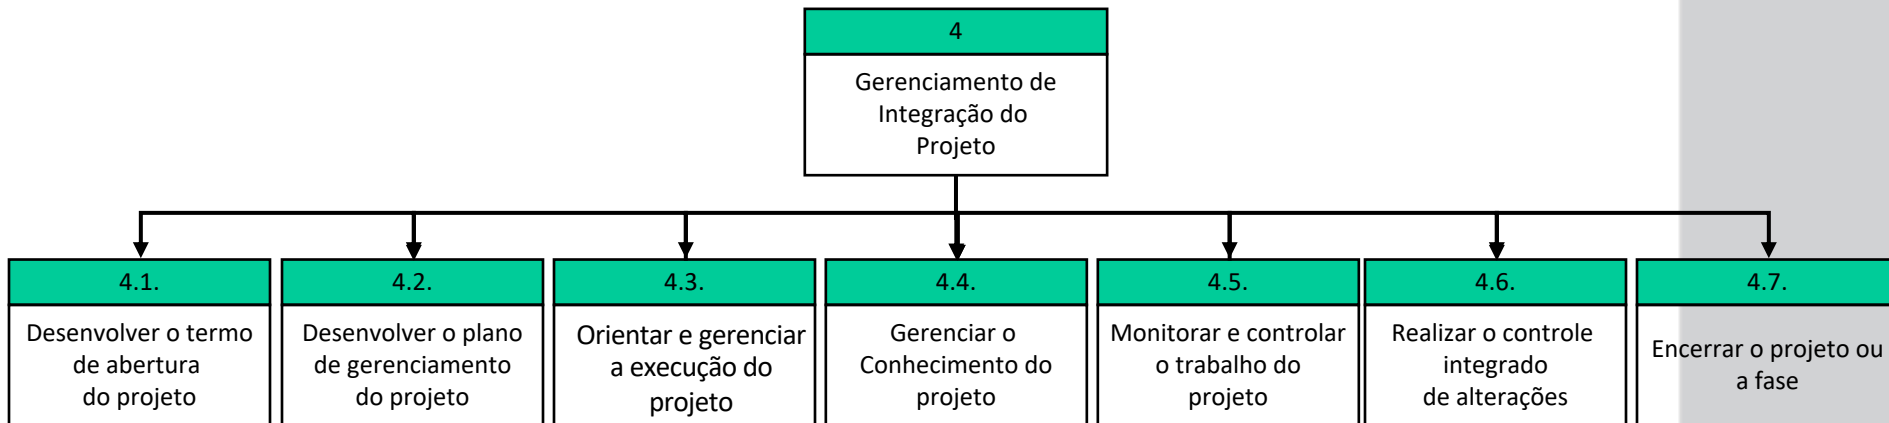 4
Gerenciamento de
Integração do
Projeto
4.1.
Desenvolver o termo
de abertura
do projeto
4.2.
Desenvolver o plano
de gerenciamento
do projeto
4.3.
Orientar e gerenciar
a execução do
projeto
4.4.
Gerenciar o
Conhecimento do
projeto
4.5.
Monitorar e controlar
o trabalho do
projeto
4.6.
Realizar o controle
integrado
de alterações
4.7.
Encerrar o projeto ou
a fase